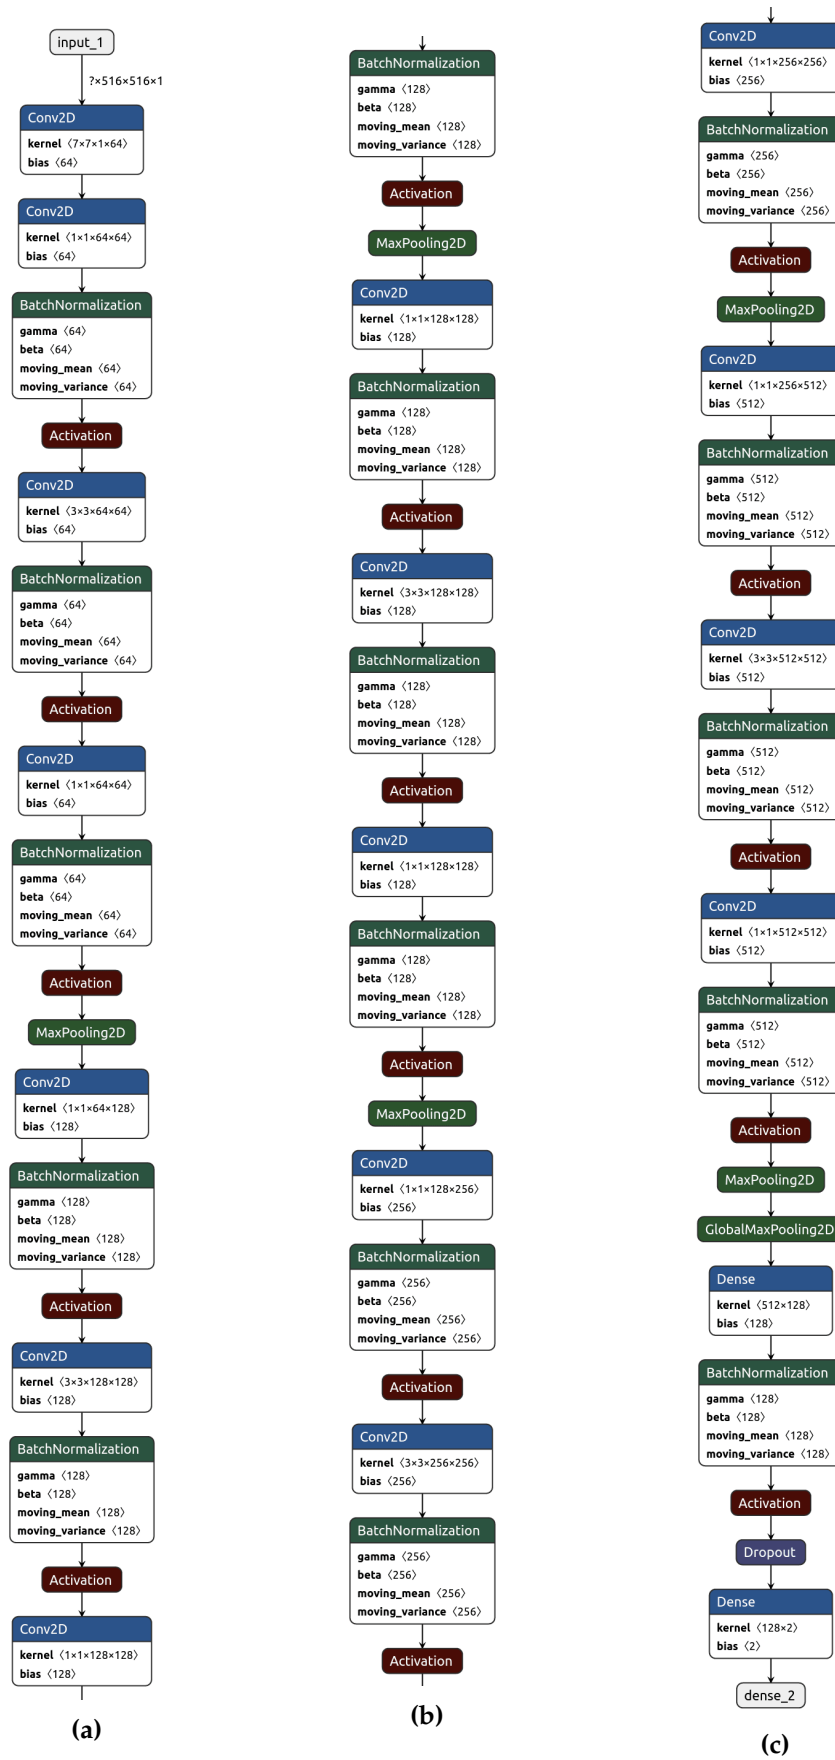 input_1
?×516×516×1
Conv2D
kernel 〈7×7×1×64〉
bias 〈64〉
Conv2D
kernel 〈1×1×64×64〉
bias 〈64〉
BatchNormalization
gamma 〈64〉
beta 〈64〉
moving_mean 〈64〉
moving_variance 〈64〉
Activation
Conv2D
kernel 〈3×3×64×64〉
bias 〈64〉
BatchNormalization
gamma 〈64〉
beta 〈64〉
moving_mean 〈64〉
moving_variance 〈64〉
Activation
Conv2D
kernel 〈1×1×64×64〉
bias 〈64〉
BatchNormalization
gamma 〈64〉
beta 〈64〉
moving_mean 〈64〉
moving_variance 〈64〉
Activation
MaxPooling2D
Conv2D
kernel 〈1×1×64×128〉
bias 〈128〉
BatchNormalization
gamma 〈128〉
beta 〈128〉
moving_mean 〈128〉
moving_variance 〈128〉
Activation
Conv2D
kernel 〈3×3×128×128〉
bias 〈128〉
BatchNormalization
gamma 〈128〉
beta 〈128〉
moving_mean 〈128〉
moving_variance 〈128〉
Activation
Conv2D
kernel 〈1×1×128×128〉
bias 〈128〉
(a)
BatchNormalization
gamma 〈128〉
beta 〈128〉
moving_mean 〈128〉
moving_variance 〈128〉
Activation
MaxPooling2D
Conv2D
kernel 〈1×1×128×128〉
bias 〈128〉
BatchNormalization
gamma 〈128〉
beta 〈128〉
moving_mean 〈128〉
moving_variance 〈128〉
Activation
Conv2D
kernel 〈3×3×128×128〉
bias 〈128〉
BatchNormalization
gamma 〈128〉
beta 〈128〉
moving_mean 〈128〉
moving_variance 〈128〉
Activation
Conv2D
kernel 〈1×1×128×128〉
bias 〈128〉
BatchNormalization
gamma 〈128〉
beta 〈128〉
moving_mean 〈128〉
moving_variance 〈128〉
Activation
MaxPooling2D
Conv2D
kernel 〈1×1×128×256〉
bias 〈256〉
BatchNormalization
gamma 〈256〉
beta 〈256〉
moving_mean 〈256〉
moving_variance 〈256〉
Activation
Conv2D
kernel 〈3×3×256×256〉
bias 〈256〉
BatchNormalization
gamma 〈256〉
beta 〈256〉
moving_mean 〈256〉
moving_variance 〈256〉
Activation
(b)
Conv2D
kernel 〈1×1×256×256〉
bias 〈256〉
BatchNormalization
gamma 〈256〉
beta 〈256〉
moving_mean 〈256〉
moving_variance 〈256〉
Activation
MaxPooling2D
Conv2D
kernel 〈1×1×256×512〉
bias 〈512〉
BatchNormalization
gamma 〈512〉
beta 〈512〉
moving_mean 〈512〉
moving_variance 〈512〉
Activation
Conv2D
kernel 〈3×3×512×512〉
bias 〈512〉
BatchNormalization
gamma 〈512〉
beta 〈512〉
moving_mean 〈512〉
moving_variance 〈512〉
Activation
Conv2D
kernel 〈1×1×512×512〉
bias 〈512〉
BatchNormalization
gamma 〈512〉
beta 〈512〉
moving_mean 〈512〉
moving_variance 〈512〉
Activation
MaxPooling2D
GlobalMaxPooling2D
Dense
kernel 〈512×128〉
bias 〈128〉
BatchNormalization
gamma 〈128〉
beta 〈128〉
moving_mean 〈128〉
moving_variance 〈128〉
Activation
Dropout
Dense
kernel 〈128×2〉
bias 〈2〉
dense_2
(c)